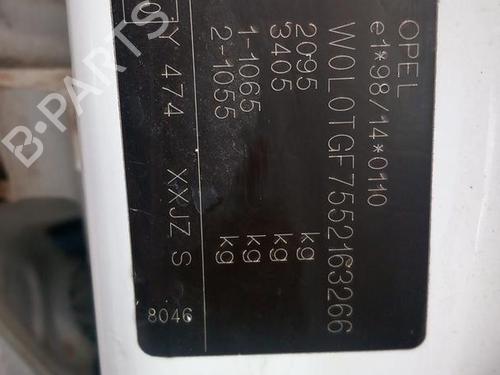 OPEL
e1*98/14*0110
W0L0TGF7552163266
2095 kg
3405 kg
1-1065 kg
2-1055 kg
474 XXJZ S
8046